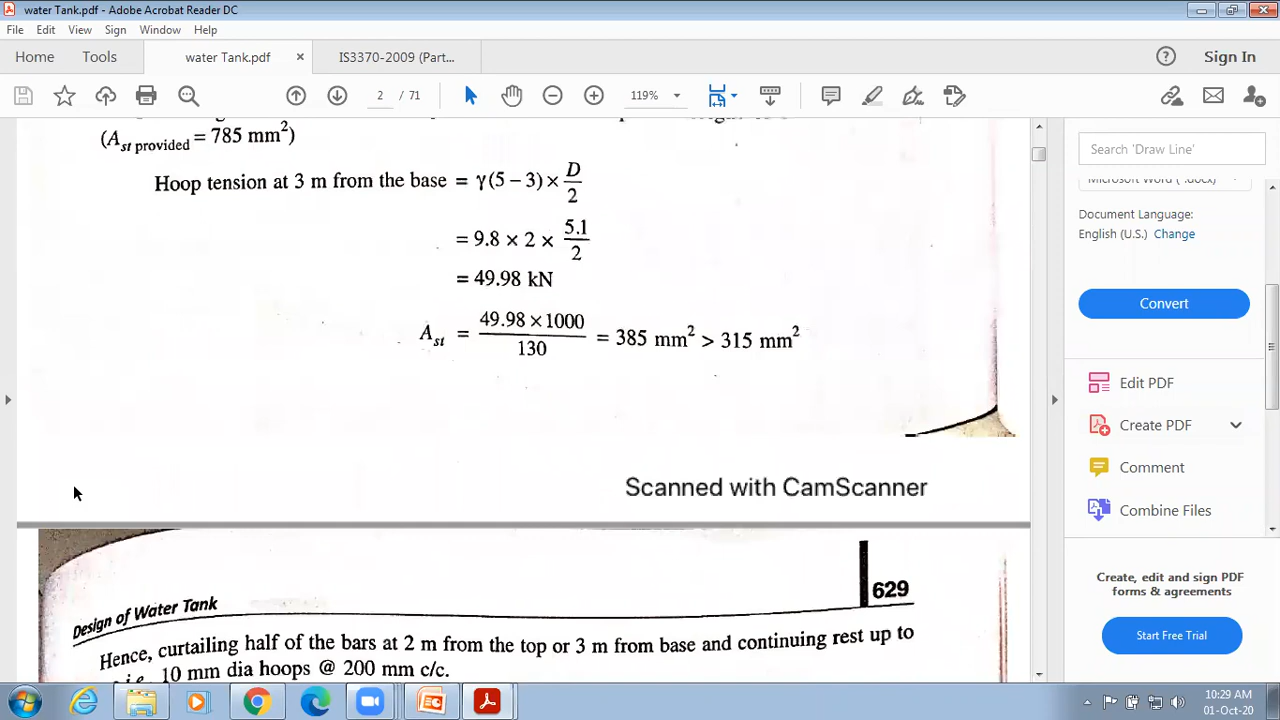 water Tank.pdf - Adobe Acrobat Reader DC
File Edit View Sign Window Help
Home Tools water Tank.pdf × IS3370-2009 (Part... Sign In
2 / 71 119%
(A_st provided = 785 mm²)
Hoop tension at 3 m from the base = γ(5 − 3) × D/2
= 9.8 × 2 × 5.1/2
= 49.98 kN
A_st = 49.98 × 1000/130 = 385 mm² > 315 mm²
Scanned with CamScanner
629
Design of Water Tank
Hence, curtailing half of the bars at 2 m from the top or 3 m from base and continuing rest up to
10 mm dia hoops @ 200 mm c/c.
Search 'Draw Line'
Microsoft Word (*.docx)
Document Language:
English (U.S.) Change
Convert
Edit PDF
Create PDF
Comment
Combine Files
Create, edit and sign PDF
forms & agreements
Start Free Trial
10:29 AM
01-Oct-20